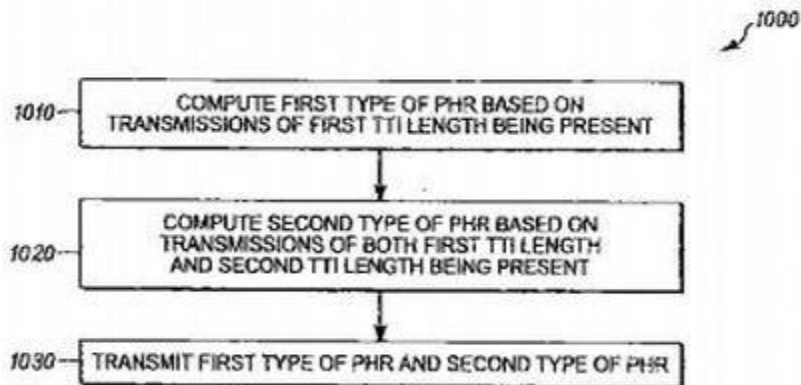 1000
1010
COMPUTE FIRST TYPE OF PHR BASED ON
TRANSMISSIONS OF FIRST TTI LENGTH BEING PRESENT
1020
COMPUTE SECOND TYPE OF PHR BASED ON
TRANSMISSIONS OF BOTH FIRST TTI LENGTH
AND SECOND TTI LENGTH BEING PRESENT
1030
TRANSMIT FIRST TYPE OF PHR AND SECOND TYPE OF PHR